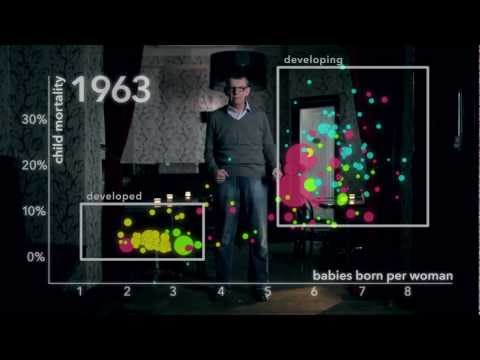 developing
1963
child mortality
30%
20%
developed
10%
0%
babies born per woman
1 2 3 4 5 6 7 8